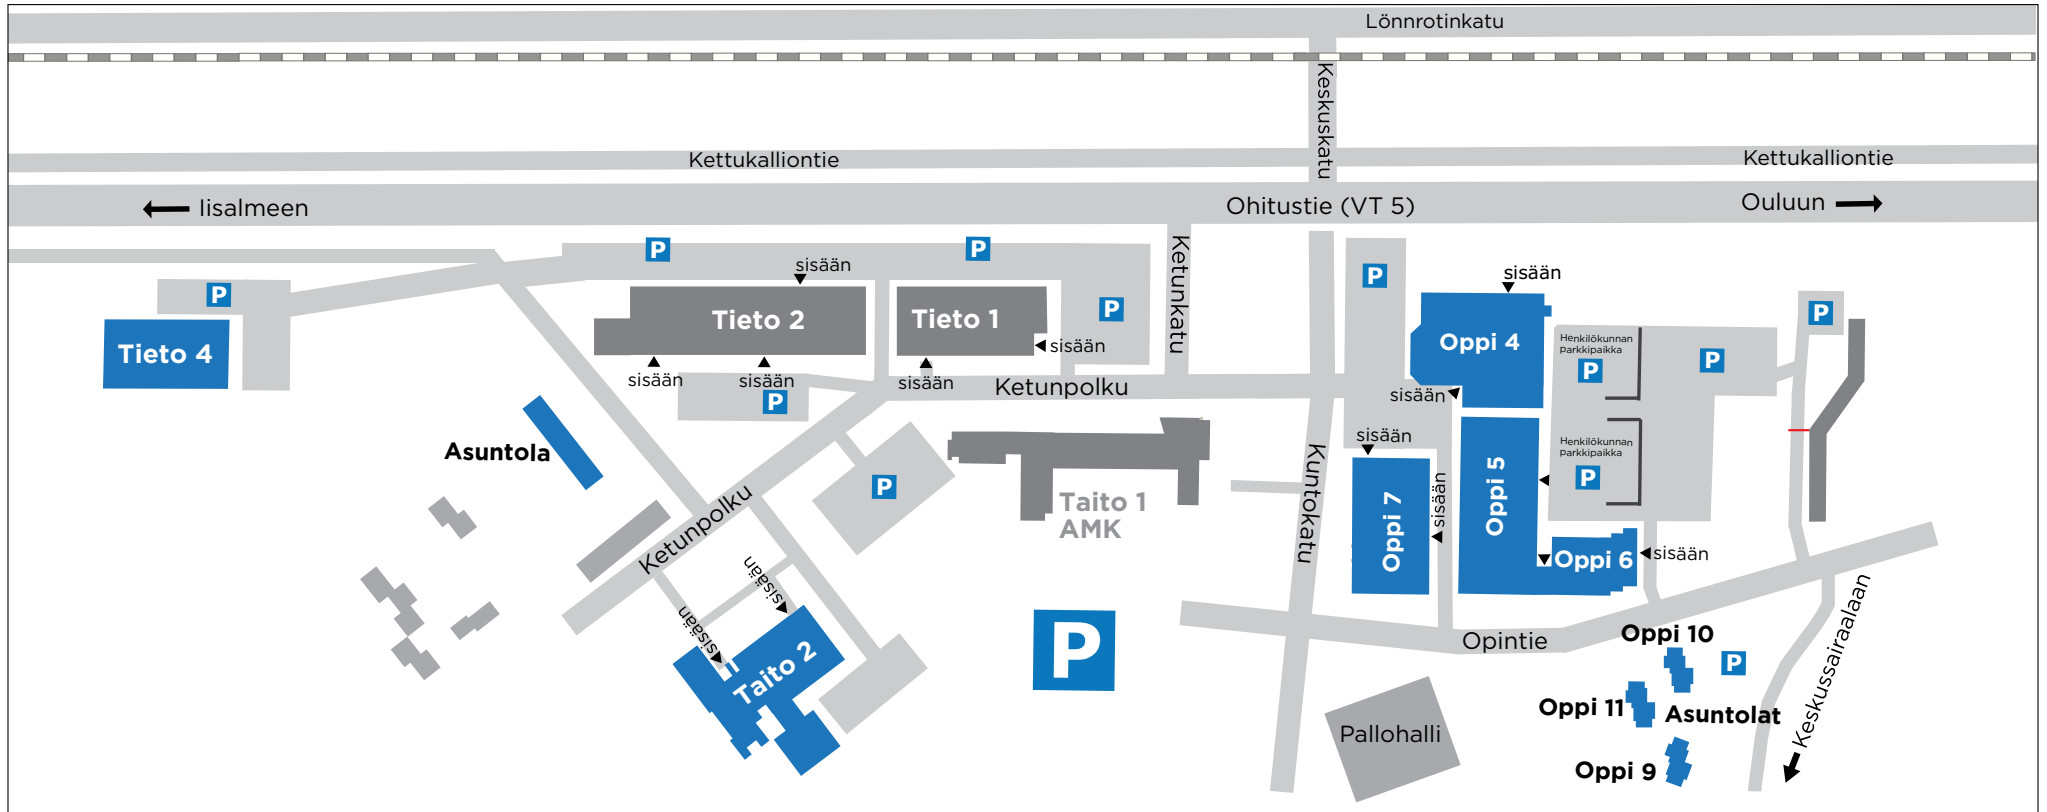 Lönnrotinkatu
Keskuskatu
Kettukalliontie
Kettukalliontie
Iisalmeen
Ohitustie (VT 5)
Ouluun
P
P
sisään
Ketunkatu
P
sisään
P
P
P
Tieto 4
Tieto 2
Tieto 1
sisään
Oppi 4
Henkilökunnan
parkkipaikka
P
P
sisään
sisään
sisään
P
Ketunpolku
sisään
Asuntola
sisään
Henkilökunnan
parkkipaikka
P
P
Taito 1
AMK
Kuntokatu
Oppi 7
sisään
Oppi 5
Oppi 6
sisään
Ketunpolku
sisään
sisään
Taito 2
P
Opintie
Oppi 10
P
Oppi 11
Asuntolat
Keskussairaalaan
Pallohalli
Oppi 9